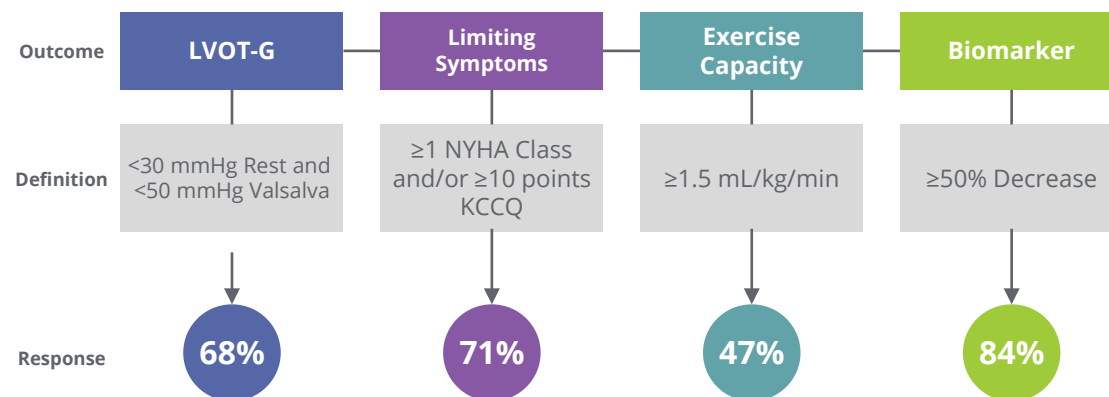 Outcome
LVOT-G
Limiting
Symptoms
Exercise
Capacity
Biomarker
Definition
<30 mmHg Rest and
<50 mmHg Valsalva
≥1 NYHA Class
and/or ≥10 points
KCCQ
≥1.5 mL/kg/min
≥50% Decrease
Response
68%
71%
47%
84%